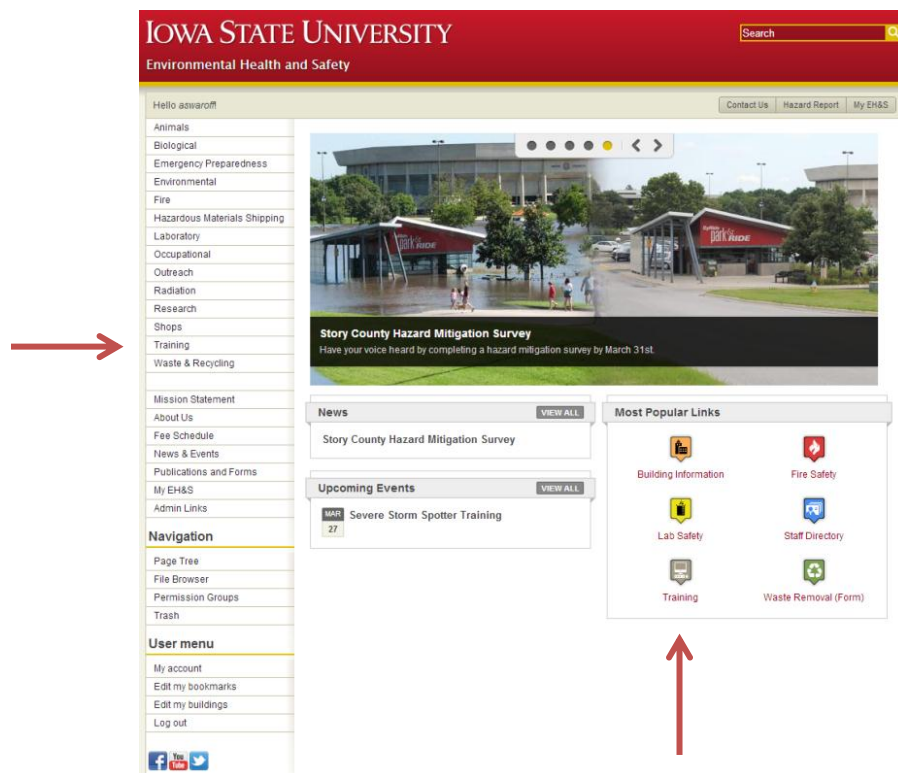 IOWA STATE UNIVERSITY
Search
Environmental Health and Safety
Hello aswaroff!
Contact Us
Hazard Report
My EH&S
Animals
Biological
Emergency Preparedness
Environmental
Fire
Hazardous Materials Shipping
Laboratory
Occupational
Outreach
Radiation
Research
Shops
Training
Waste & Recycling
Mission Statement
About Us
Fee Schedule
News & Events
Publications and Forms
My EH&S
Admin Links
Navigation
Page Tree
File Browser
Permission Groups
Trash
User menu
My account
Edit my bookmarks
Edit my buildings
Log out
You
Tube
park RIDE
park RIDE
Story County Hazard Mitigation Survey
Have your voice heard by completing a hazard mitigation survey by March 31st.
News
VIEW ALL
Story County Hazard Mitigation Survey
Upcoming Events
VIEW ALL
MAR
27
Severe Storm Spotter Training
Most Popular Links
Building Information
Fire Safety
Lab Safety
Staff Directory
Training
Waste Removal (Form)